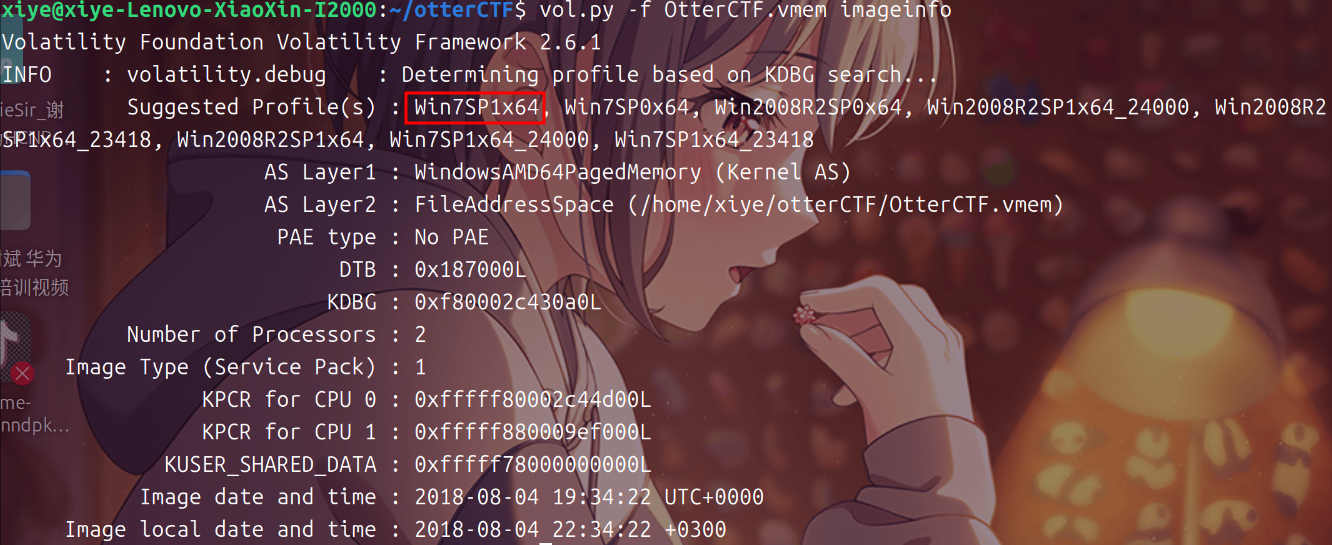 xiye@xiye-Lenovo-XiaoXin-I2000:~/otterCTF$ vol.py -f OtterCTF.vmem imageinfo
Volatility Foundation Volatility Framework 2.6.1
INFO    : volatility.debug    : Determining profile based on KDBG search...
Suggested Profile(s) : Win7SP1x64, Win7SP0x64, Win2008R2SP0x64, Win2008R2SP1x64_24000, Win2008R2
SP1x64_23418, Win2008R2SP1x64, Win7SP1x64_24000, Win7SP1x64_23418
AS Layer1 : WindowsAMD64PagedMemory (Kernel AS)
AS Layer2 : FileAddressSpace (/home/xiye/otterCTF/OtterCTF.vmem)
PAE type : No PAE
DTB : 0x187000L
KDBG : 0xf80002c430a0L
Number of Processors : 2
Image Type (Service Pack) : 1
KPCR for CPU 0 : 0xfffff80002c44d00L
KPCR for CPU 1 : 0xfffff880009ef000L
KUSER_SHARED_DATA : 0xfffff78000000000L
Image date and time : 2018-08-04 19:34:22 UTC+0000
Image local date and time : 2018-08-04 22:34:22 +0300
ieSir_谢
斌 华为
培训视频
me-
nndpk...